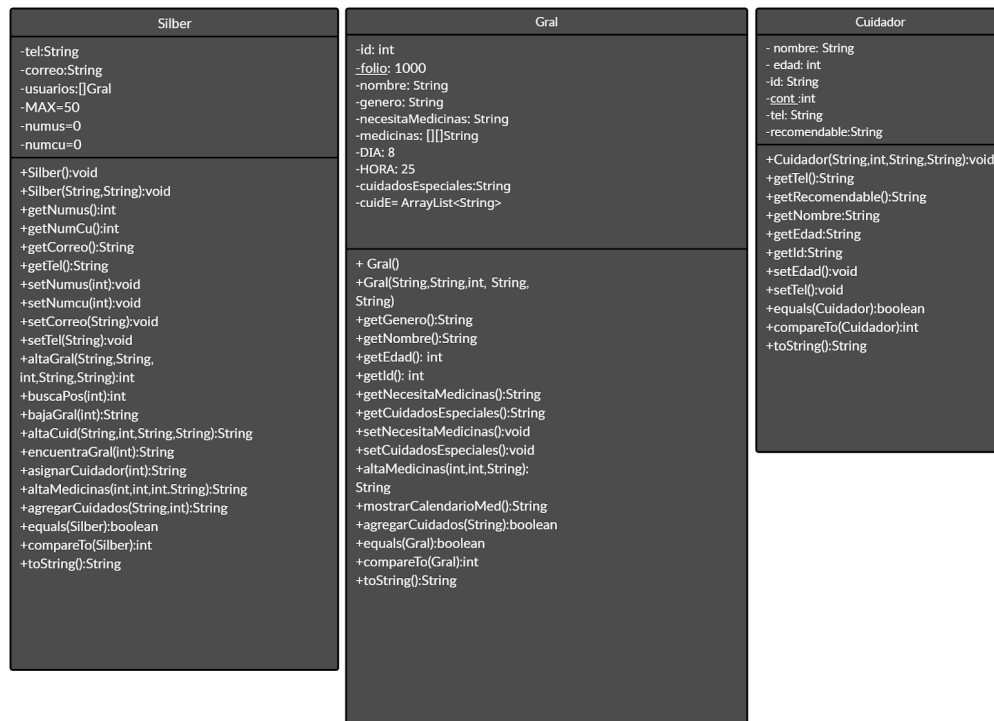 Silber
-tel:String
-correo:String
-usuarios:[]Gral
-MAX=50
-numus=0
-numcu=0
+Silber():void
+Silber(String,String):void
+getNumus():int
+getNumCu():int
+getCorreo():String
+getTel():String
+setNumus(int):void
+setNumcu(int):void
+setCorreo(String):void
+setTel(String):void
+altaGral(String,String,
int,String,String):int
+buscaPos(int):int
+bajaGral(int):String
+altaCuid(String,int,String,String):String
+encuentraGral(int):String
+asignarCuidador(int):String
+altaMedicinas(int,int,int.String):String
+agregarCuidados(String,int):String
+equals(Silber):boolean
+compareTo(Silber):int
+toString():String
Gral
-id: int
-folio: 1000
-nombre: String
-genero: String
-necesitaMedicinas: String
-medicinas: [][]String
-DIA: 8
-HORA: 25
-cuidadosEspeciales:String
-cuidE= ArrayList<String>
+ Gral()
+Gral(String,String,int, String,
String)
+getGenero():String
+getNombre():String
+getEdad(): int
+getId(): int
+getNecesitaMedicinas():String
+getCuidadosEspeciales():String
+setNecesitaMedicinas():void
+setCuidadosEspeciales():void
+altaMedicinas(int,int,String):
String
+mostrarCalendarioMed():String
+agregarCuidados(String):boolean
+equals(Gral):boolean
+compareTo(Gral):int
+toString():String
Cuidador
- nombre: String
- edad: int
-id: String
-cont :int
-tel: String
-recomendable:String
+Cuidador(String,int,String,String):void
+getTel():String
+getRecomendable():String
+getNombre:String
+getEdad:String
+getId:String
+setEdad():void
+setTel():void
+equals(Cuidador):boolean
+compareTo(Cuidador):int
+toString():String